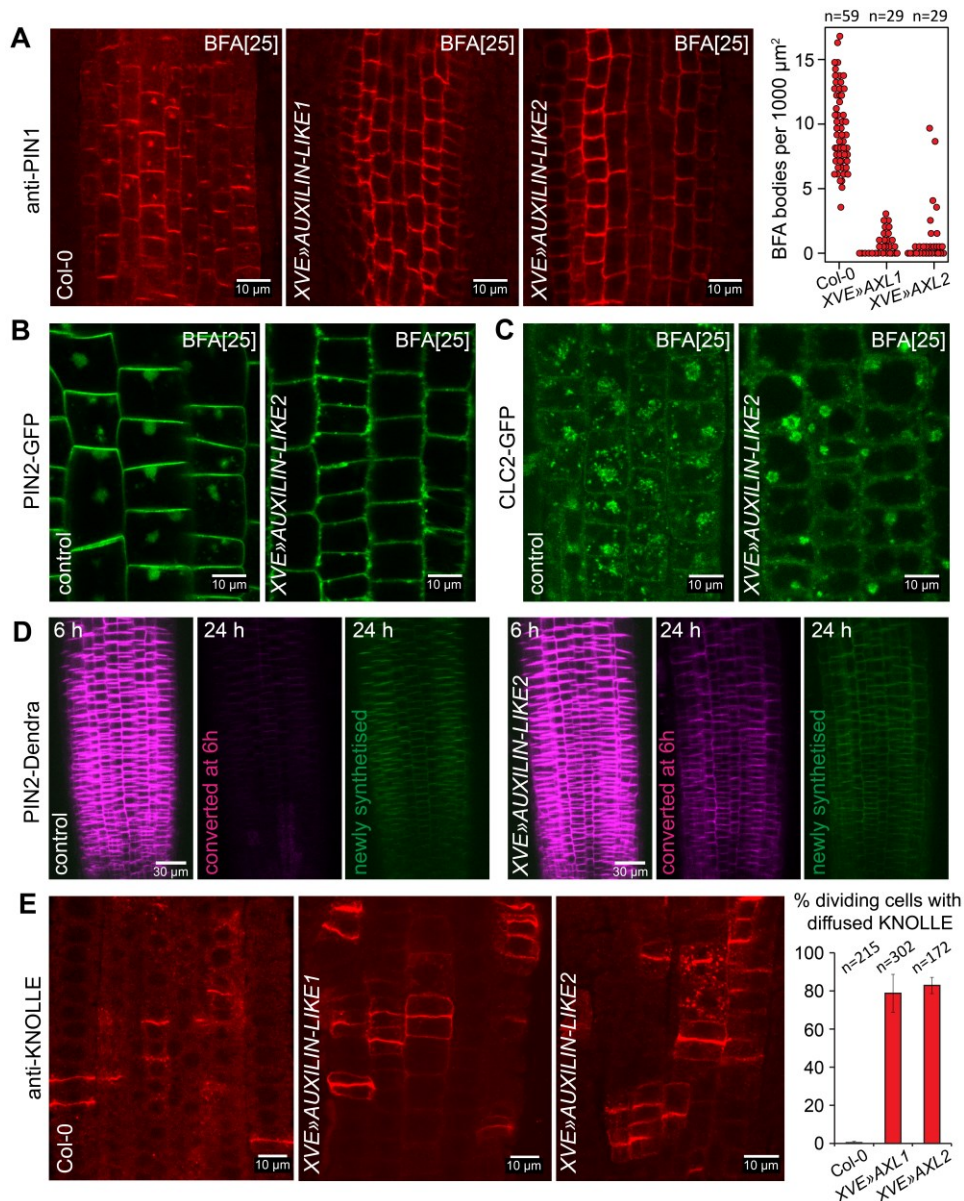 A
anti-PIN1
Col-0
BFA[25]
10 µm
XVE»AUXILIN-LIKE1
BFA[25]
10 µm
XVE»AUXILIN-LIKE2
BFA[25]
10 µm
n=59 n=29 n=29
BFA bodies per 1000 µm²
15
10
5
0
Col-0
XVE»AXL1
XVE»AXL2
B
PIN2-GFP
control
10 µm
BFA[25]
XVE»AUXILIN-LIKE2
BFA[25]
10 µm
C
CLC2-GFP
control
BFA[25]
10 µm
XVE»AUXILIN-LIKE2
BFA[25]
10 µm
D
PIN2-Dendra
6 h
control
30 µm
24 h
converted at 6h
24 h
newly synthetised
6 h
XVE»AUXILIN-LIKE2
30 µm
24 h
converted at 6h
24 h
newly synthesized
E
anti-KNOLLE
Col-0
10 µm
XVE»AUXILIN-LIKE1
10 µm
XVE»AUXILIN-LIKE2
10 µm
% dividing cells with
diffused KNOLLE
n=215
n=302
n=172
100
80
60
40
20
0
Col-0
XVE»AXL1
XVE»AXL2